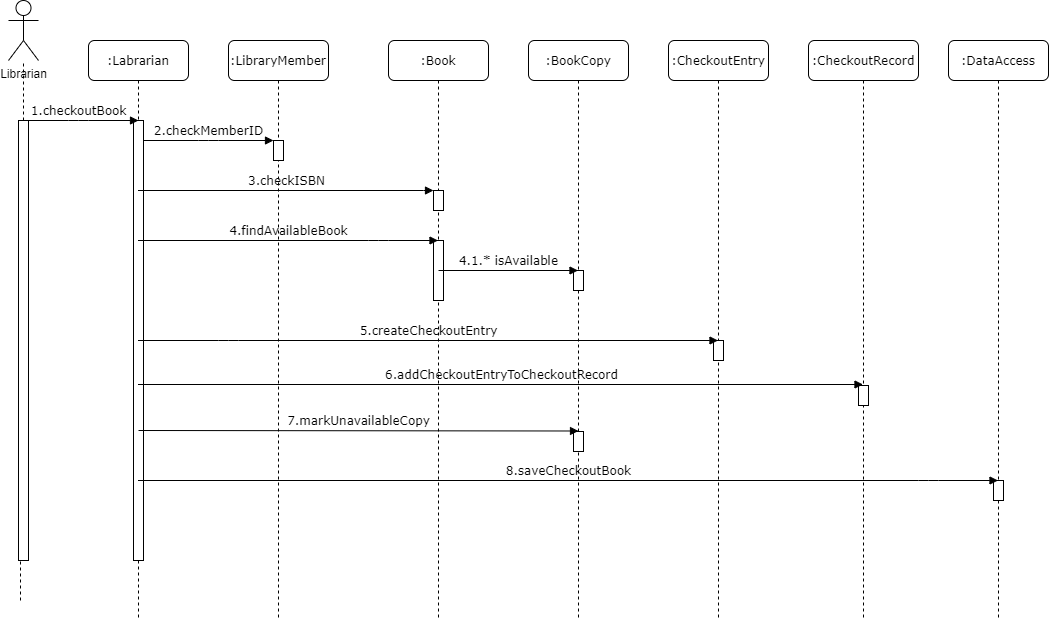 Librarian
:Labrarian
:LibraryMember
:Book
:BookCopy
:CheckoutEntry
:CheckoutRecord
:DataAccess
1.checkoutBook
2.checkMemberID
3.checkISBN
4.findAvailableBook
4.1.* isAvailable
5.createCheckoutEntry
6.addCheckoutEntryToCheckoutRecord
7.markUnavailableCopy
8.saveCheckoutBook